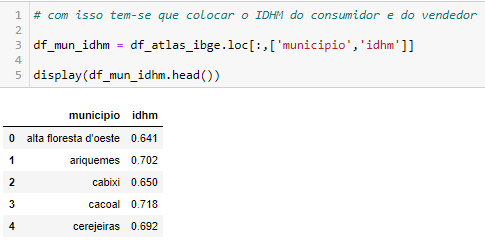 1 # com isso tem-se que colocar o IDHM do consumidor e do vendedor
2
3 df_mun_idhm = df_atlas_ibge.loc[:,['municipio','idhm']]
4
5 display(df_mun_idhm.head())
municipio idhm
0 alta floresta d'oeste 0.641
1 ariquemes 0.702
2 cabixi 0.650
3 cacoal 0.718
4 cerejeiras 0.692